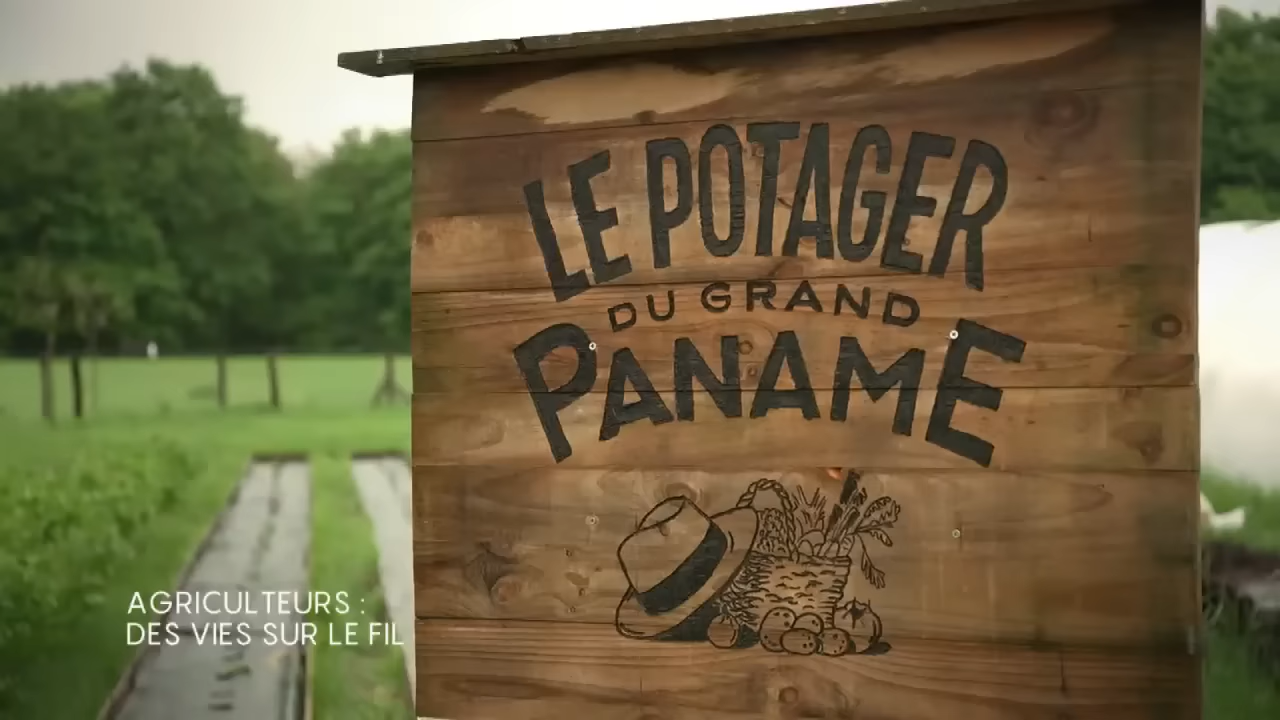 LE POTAGER
DU GRAND
PANAME
AGRICULTEURS :
DES VIES SUR LE FIL